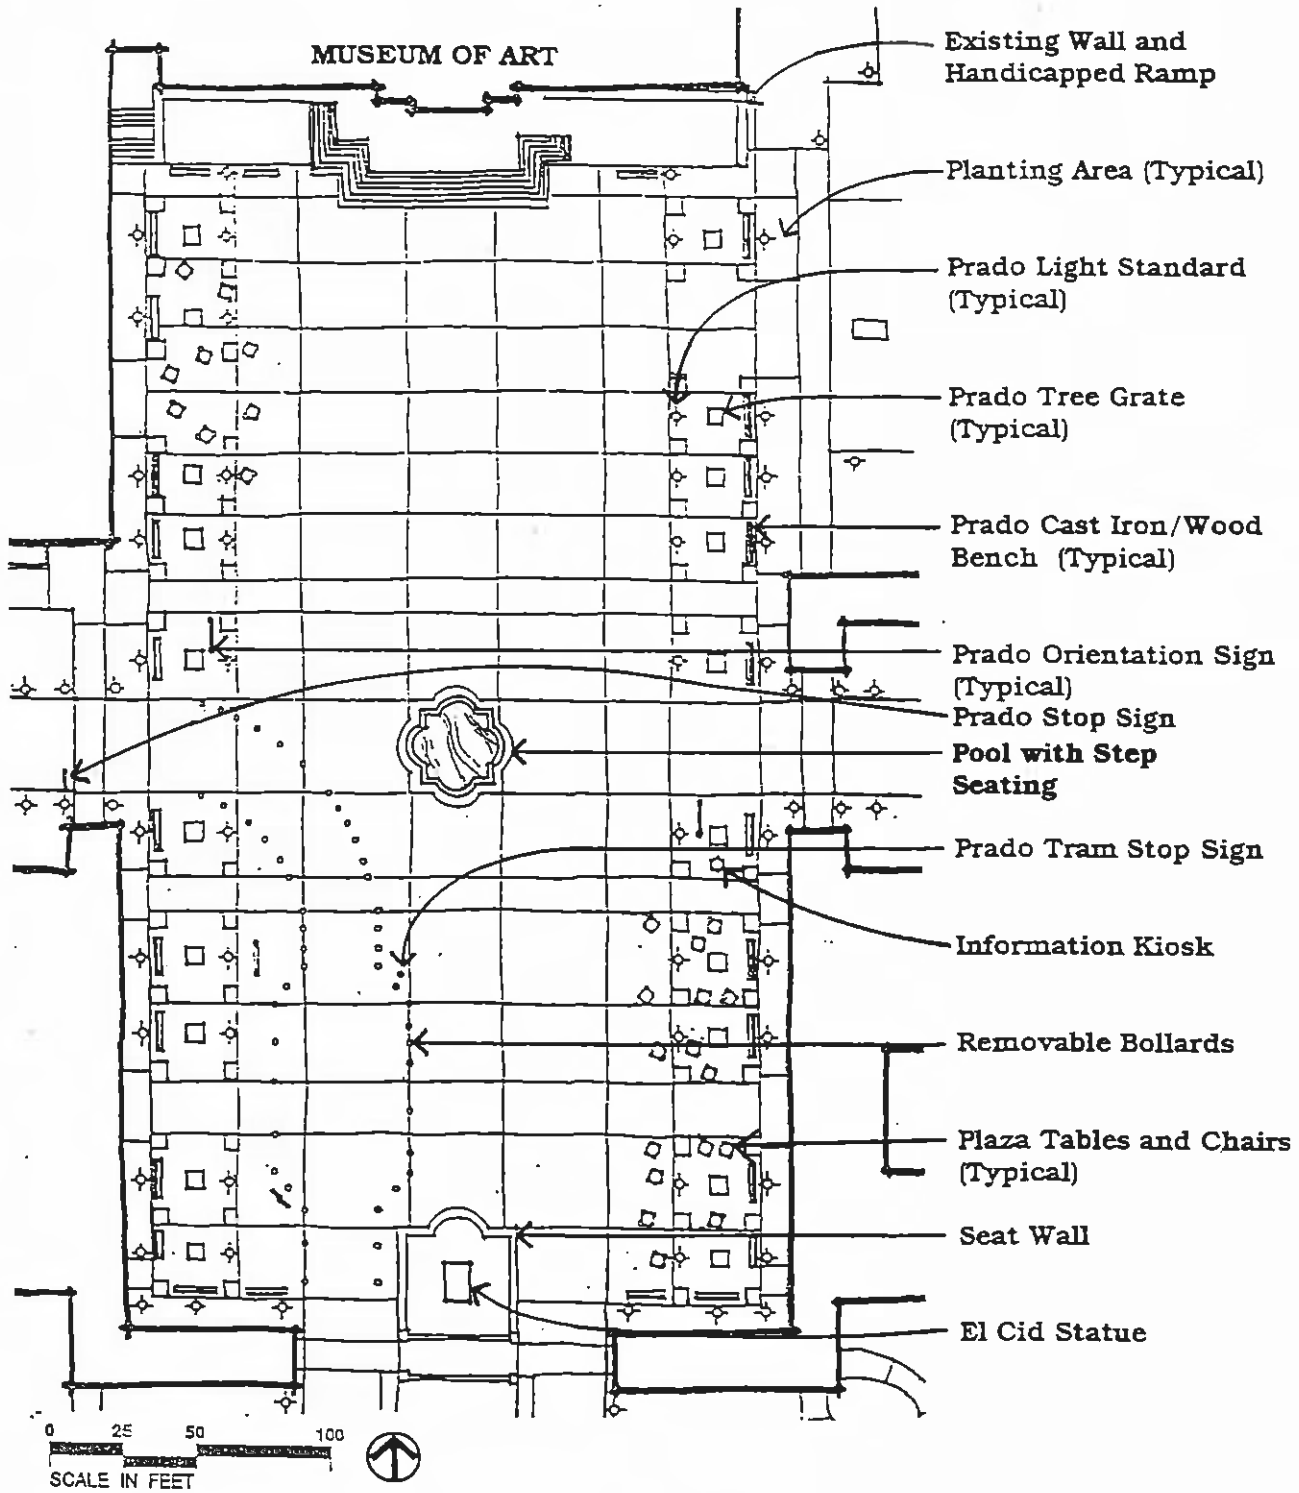 MUSEUM OF ART
Existing Wall and
Handicapped Ramp
Planting Area (Typical)
Prado Light Standard
(Typical)
Prado Tree Grate
(Typical)
Prado Cast Iron/Wood
Bench (Typical)
Prado Orientation Sign
(Typical)
Prado Stop Sign
Pool with Step
Seating
Prado Tram Stop Sign
Information Kiosk
Removable Bollards
Plaza Tables and Chairs
(Typical)
Seat Wall
El Cid Statue
0 25 50 100
SCALE IN FEET